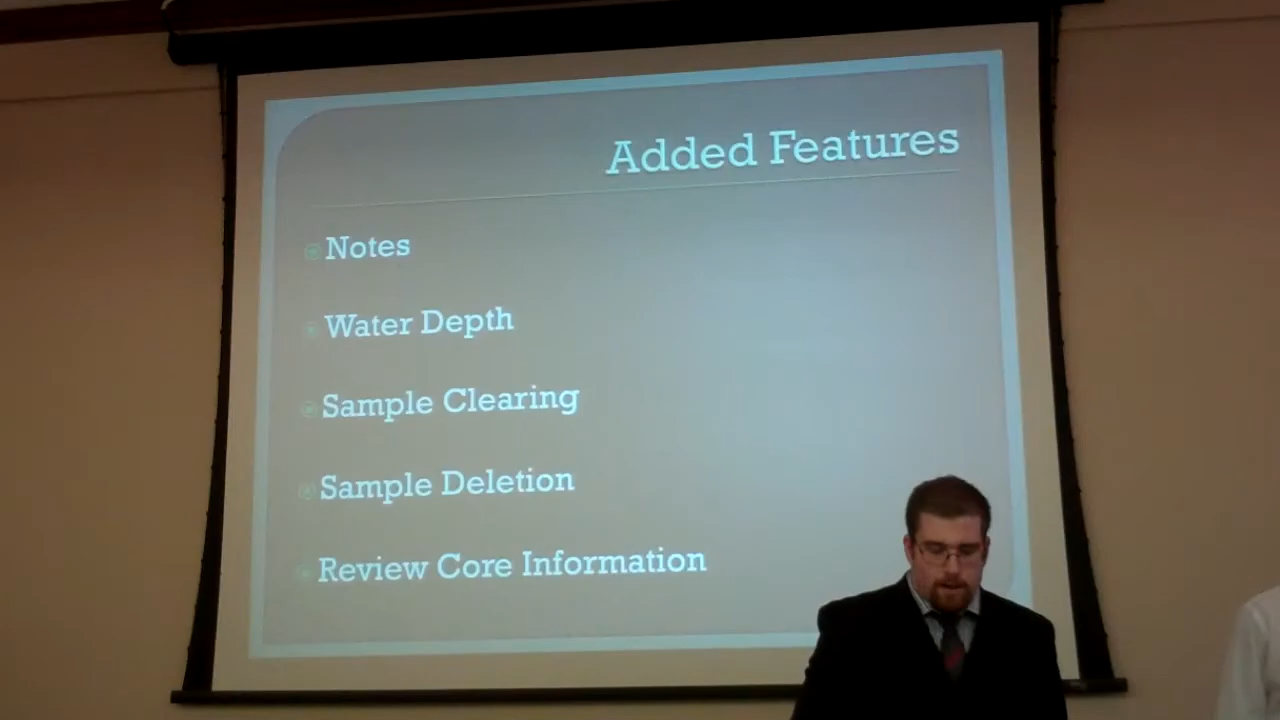 Added Features
Notes
Water Depth
Sample Clearing
Sample Deletion
Review Core Information